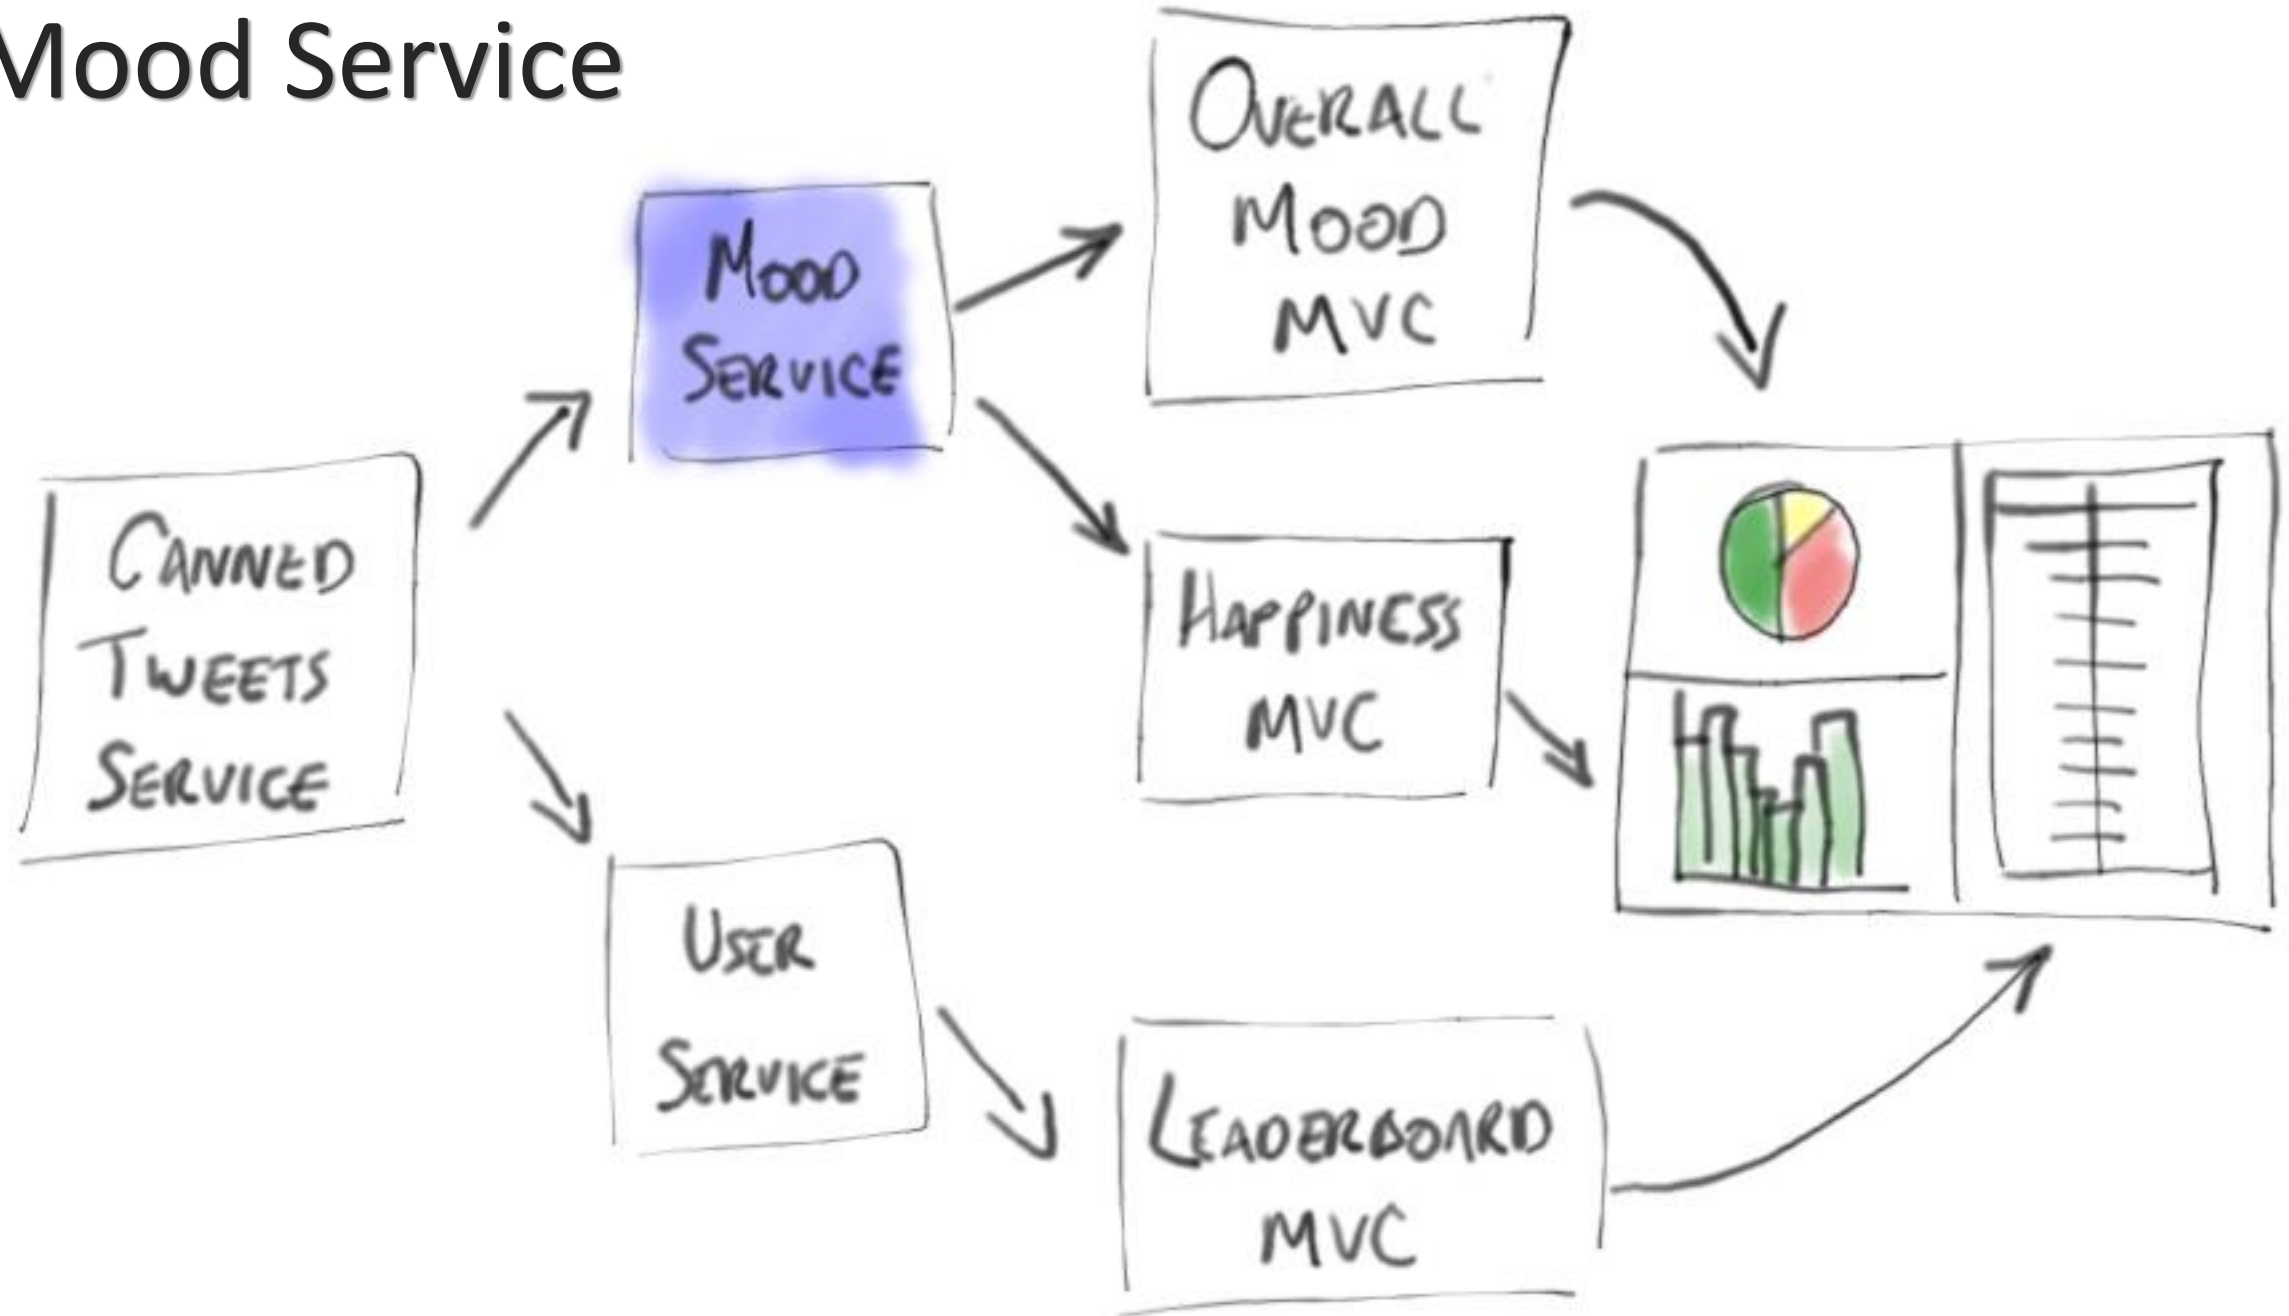 Mood Service
OVERALL
MOOD
MVC
MOOD
SERVICE
CANNED
TWEETS
SERVICE
HAPPINESS
MVC
USER
SERVICE
LEADERBOARD
MVC